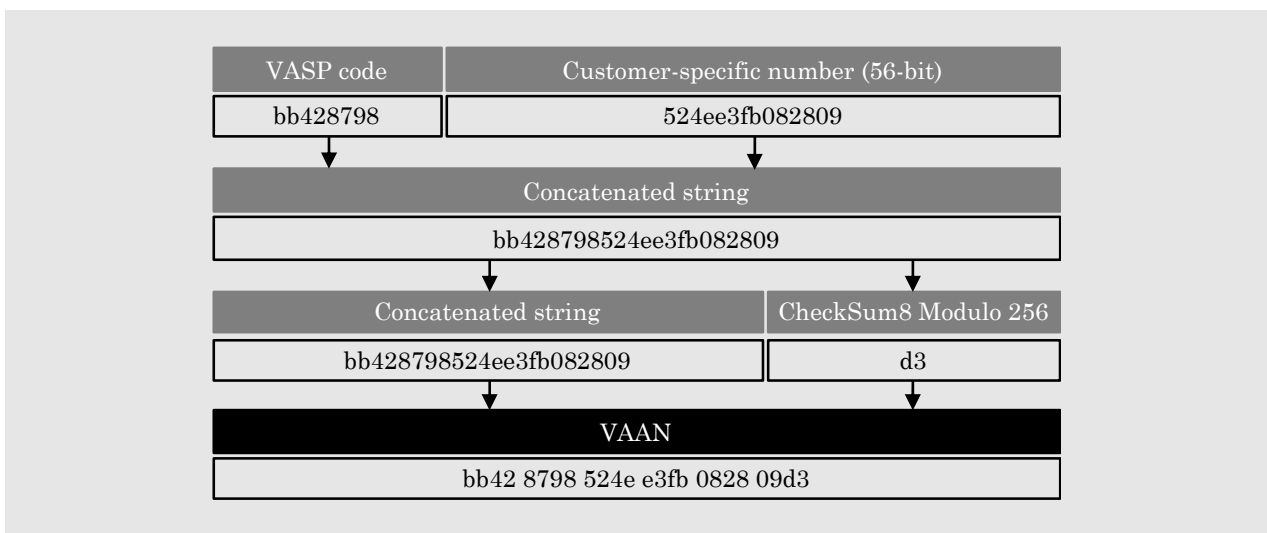 VASP code Customer-specific number (56-bit)
bb428798 524ee3fb082809
Concatenated string
bb428798524ee3fb082809
Concatenated string CheckSum8 Modulo 256
bb428798524ee3fb082809 d3
VAAN
bb42 8798 524e e3fb 0828 09d3